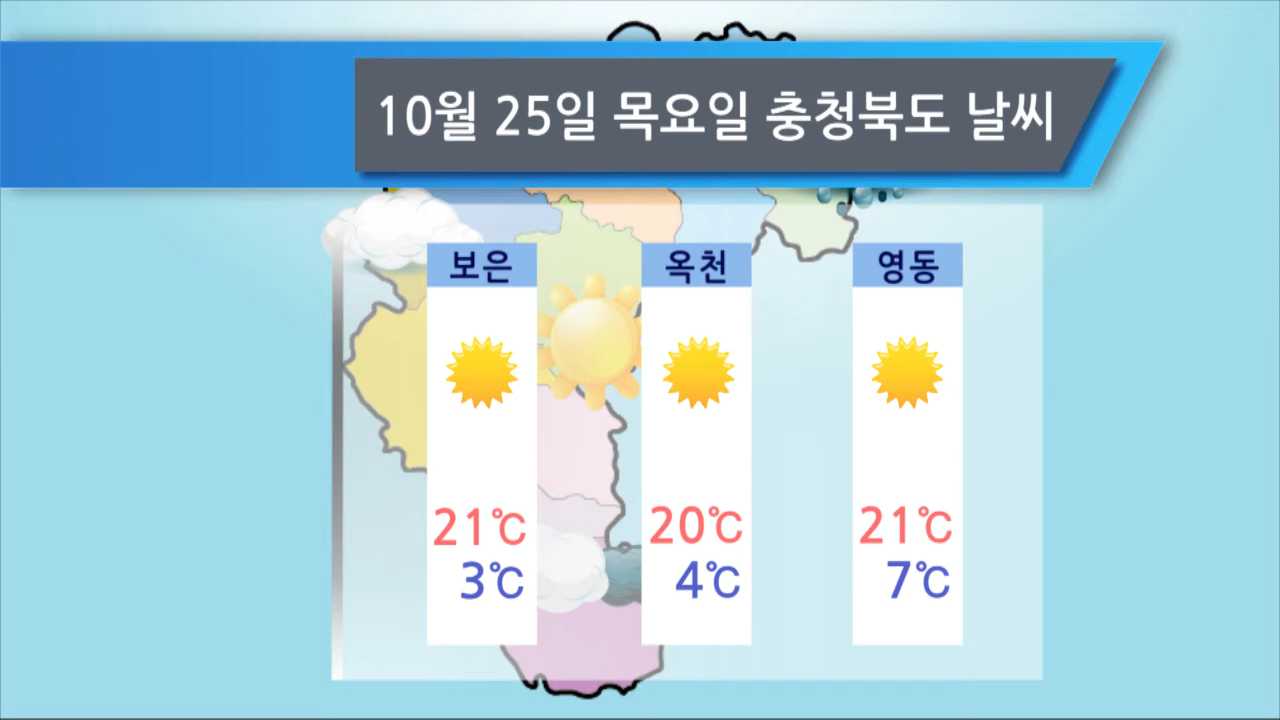 10월 25일 목요일 충청북도 날씨
보은 옥천 영동
21℃ 20℃ 21℃
3℃ 4℃ 7℃